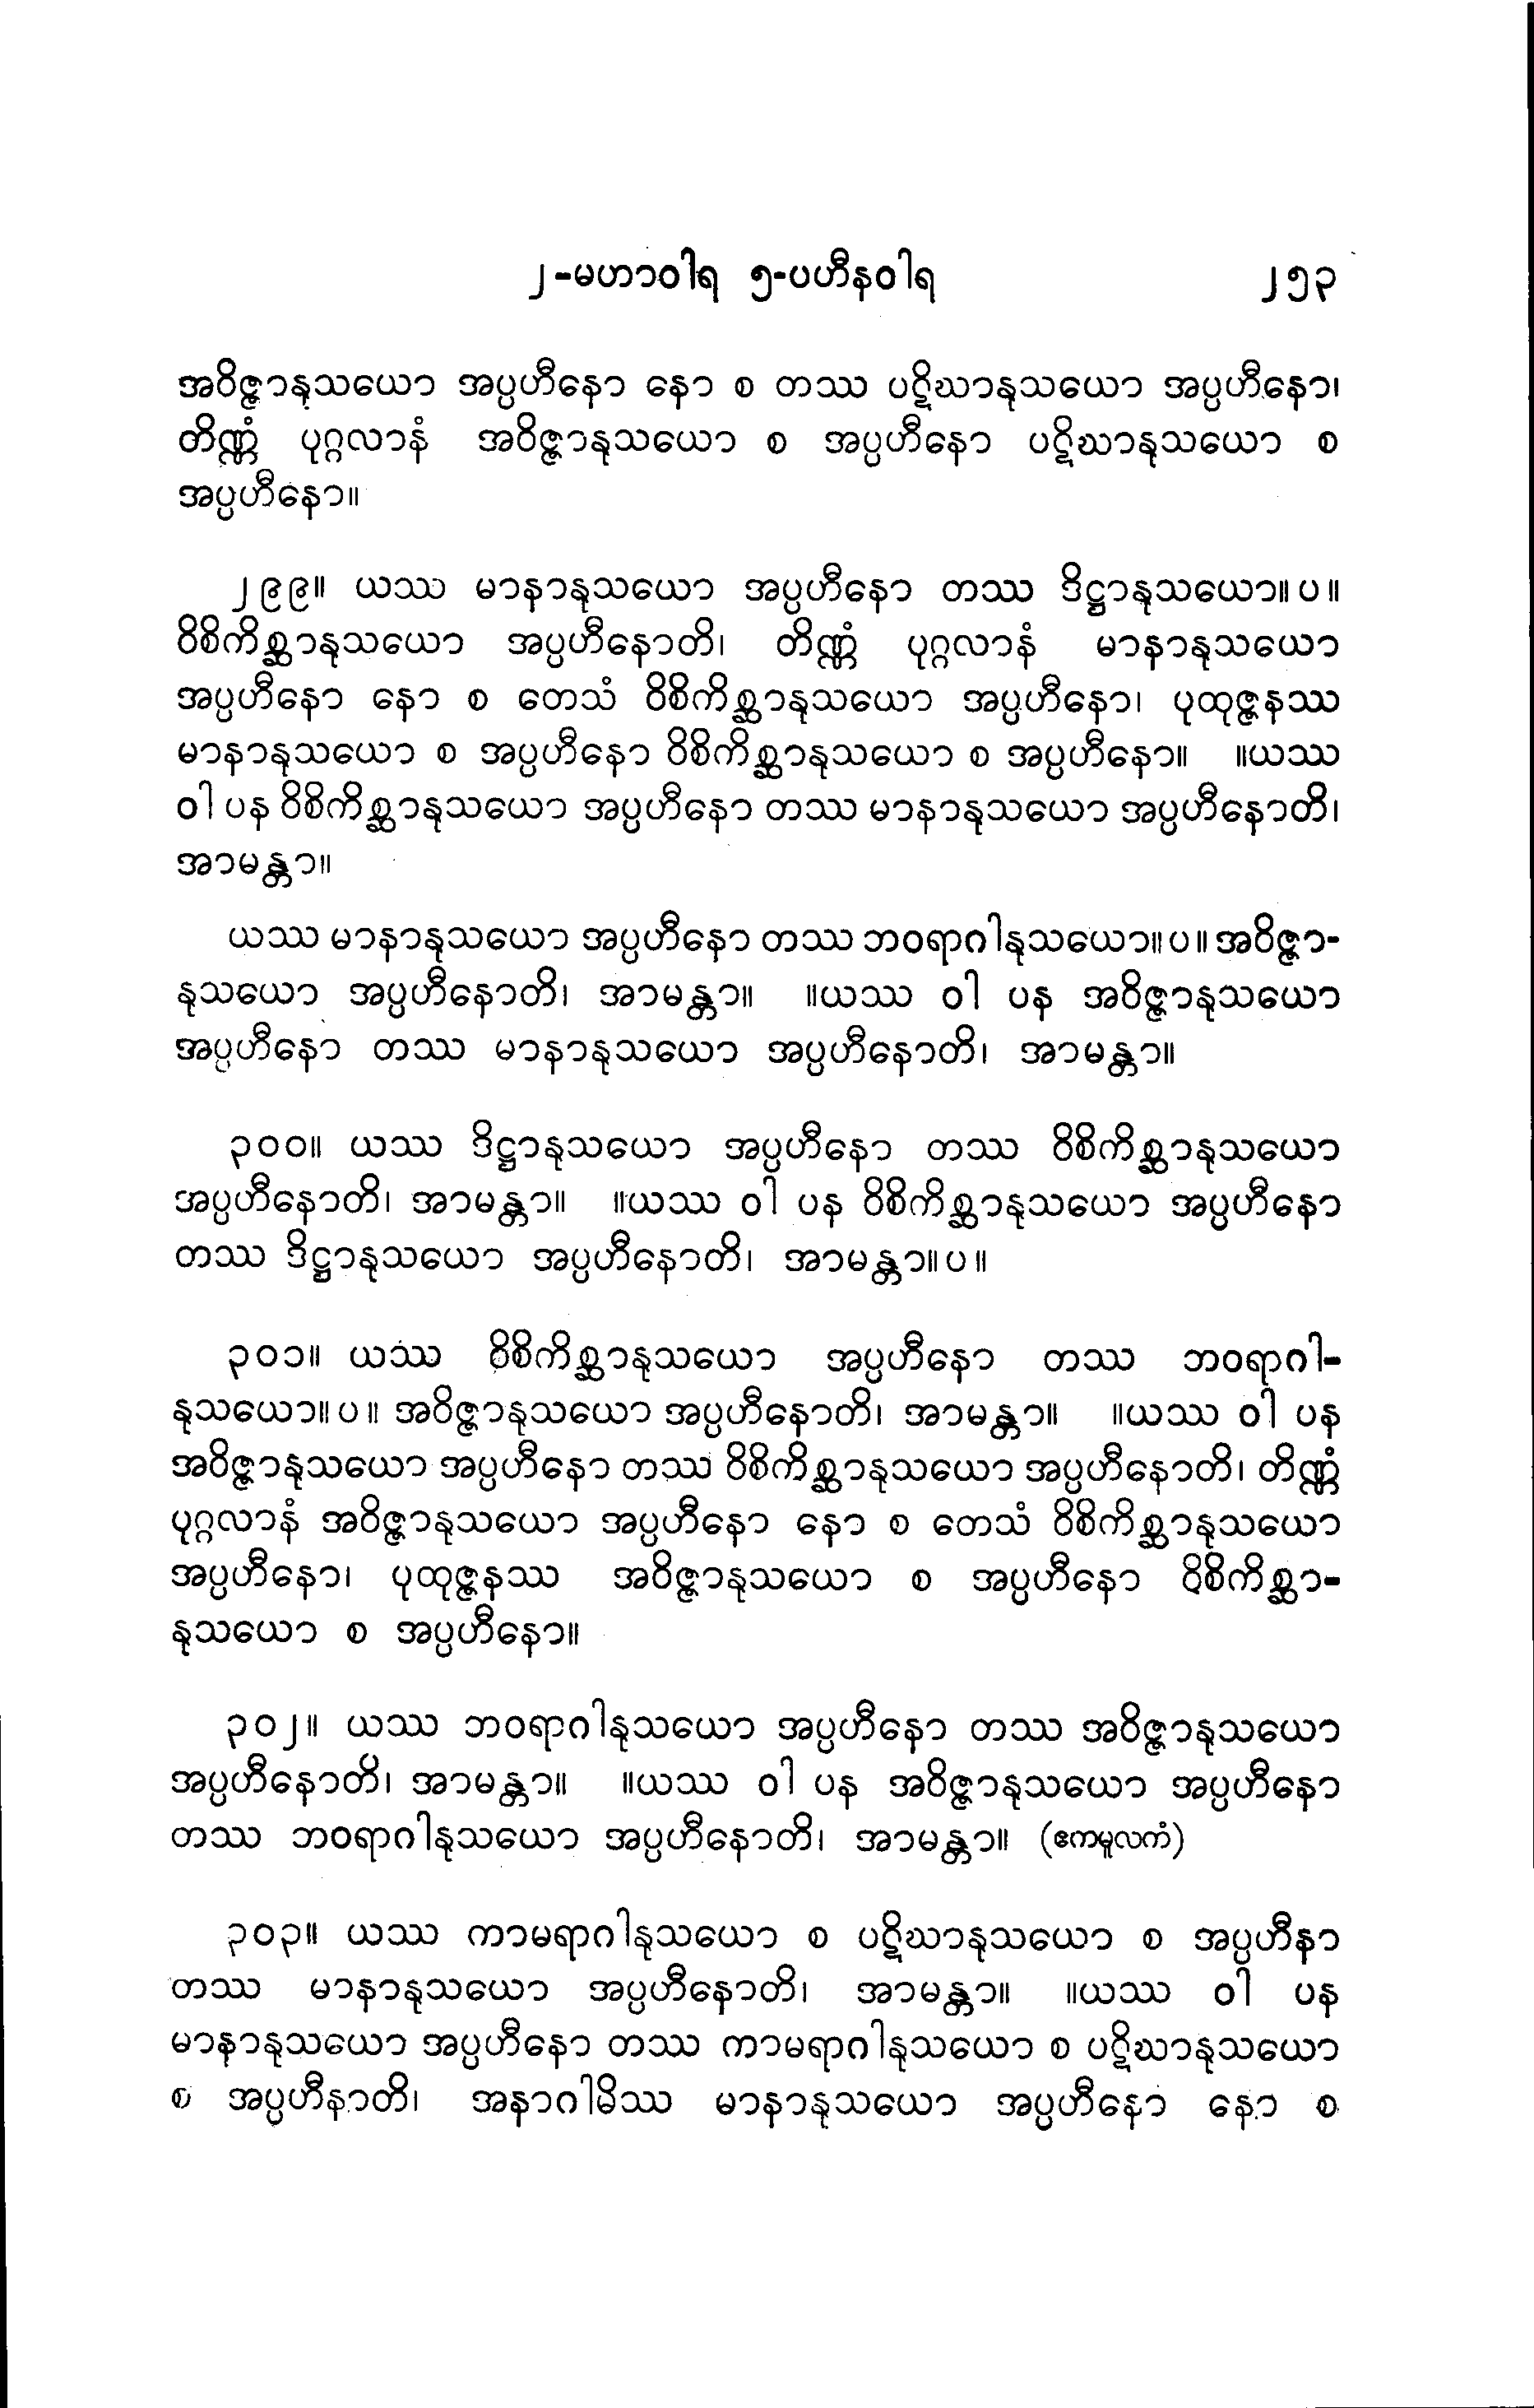 ၂-မဟာဝါရ ၅-ပဟီနဝါရ ၂၅၃
အဝိဇ္ဇာနုသယော အပ္ပဟီနော နော စ တဿ ပဋိဃာနုသယော အပ္ပဟီနော၊
တိဏ္ဏံ ပုဂ္ဂလာနံ အဝိဇ္ဇာနုသယော စ အပ္ပဟီနော ပဋိဃာနုသယော စ
အပ္ပဟီနော။
၂၉၉။ ယဿ မာနာနုသယော အပ္ပဟီနော တဿ ဒိဋ္ဌာနုသယော။ပ။
ဝိစိကိစ္ဆာနုသယော အပ္ပဟီနောတိ၊ တိဏ္ဏံ ပုဂ္ဂလာနံ မာနာနုသယော
အပ္ပဟီနော နော စ တေသံ ဝိစိကိစ္ဆာနုသယော အပ္ပဟီနော၊ ပုထုဇ္ဇနဿ
မာနာနုသယော စ အပ္ပဟီနော ဝိစိကိစ္ဆာနုသယော စ အပ္ပဟီနော။ ။ယဿ
ဝါ ပန ဝိစိကိစ္ဆာနုသယော အပ္ပဟီနော တဿ မာနာနုသယော အပ္ပဟီနောတိ၊
အာမန္တာ။
ယဿ မာနာနုသယော အပ္ပဟီနော တဿ ဘဝရာဂါနုသယော။ပ။ အဝိဇ္ဇာ-
နုသယော အပ္ပဟီနောတိ၊ အာမန္တာ။ ။ယဿ ဝါ ပန အဝိဇ္ဇာနုသယော
အပ္ပဟီနော တဿ မာနာနုသယော အပ္ပဟီနောတိ၊ အာမန္တာ။
၃၀၀။ ယဿ ဒိဋ္ဌာနုသယော အပ္ပဟီနော တဿ ဝိစိကိစ္ဆာနုသယော
အပ္ပဟီနောတိ၊ အာမန္တာ။ ။ယဿ ဝါ ပန ဝိစိကိစ္ဆာနုသယော အပ္ပဟီနော
တဿ ဒိဋ္ဌာနုသယော အပ္ပဟီနောတိ၊ အာမန္တာ။ပ။
၃၀၁။ ယဿ ဝိစိကိစ္ဆာနုသယော အပ္ပဟီနော တဿ ဘဝရာဂါ-
နုသယော။ပ။ အဝိဇ္ဇာနုသယော အပ္ပဟီနောတိ၊ အာမန္တာ။ ။ယဿ ဝါ ပန
အဝိဇ္ဇာနုသယော အပ္ပဟီနော တဿ ဝိစိကိစ္ဆာနုသယော အပ္ပဟီနောတိ၊ တိဏ္ဏံ
ပုဂ္ဂလာနံ အဝိဇ္ဇာနုသယော အပ္ပဟီနော နော စ တေသံ ဝိစိကိစ္ဆာနုသယော
အပ္ပဟီနော၊ ပုထုဇ္ဇနဿ အဝိဇ္ဇာနုသယော စ အပ္ပဟီနော ဝိစိကိစ္ဆာ-
နုသယော စ အပ္ပဟီနော။
၃၀၂။ ယဿ ဘဝရာဂါနုသယော အပ္ပဟီနော တဿ အဝိဇ္ဇာနုသယော
အပ္ပဟီနောတိ၊ အာမန္တာ။ ။ယဿ ဝါ ပန အဝိဇ္ဇာနုသယော အပ္ပဟီနော
တဿ ဘဝရာဂါနုသယော အပ္ပဟီနောတိ၊ အာမန္တာ။ (ဧကမူလကံ)
၃၀၃။ ယဿ ကာမရာဂါနုသယော စ ပဋိဃာနုသယော စ အပ္ပဟီနာ
တဿ မာနာနုသယော အပ္ပဟီနောတိ၊ အာမန္တာ။ ။ယဿ ဝါ ပန
မာနာနုသယော အပ္ပဟီနော တဿ ကာမရာဂါနုသယော စ ပဋိဃာနုသယော
စ အပ္ပဟီနာတိ၊ အနာဂါမိဿ မာနာနုသယော အပ္ပဟီနော နော စ